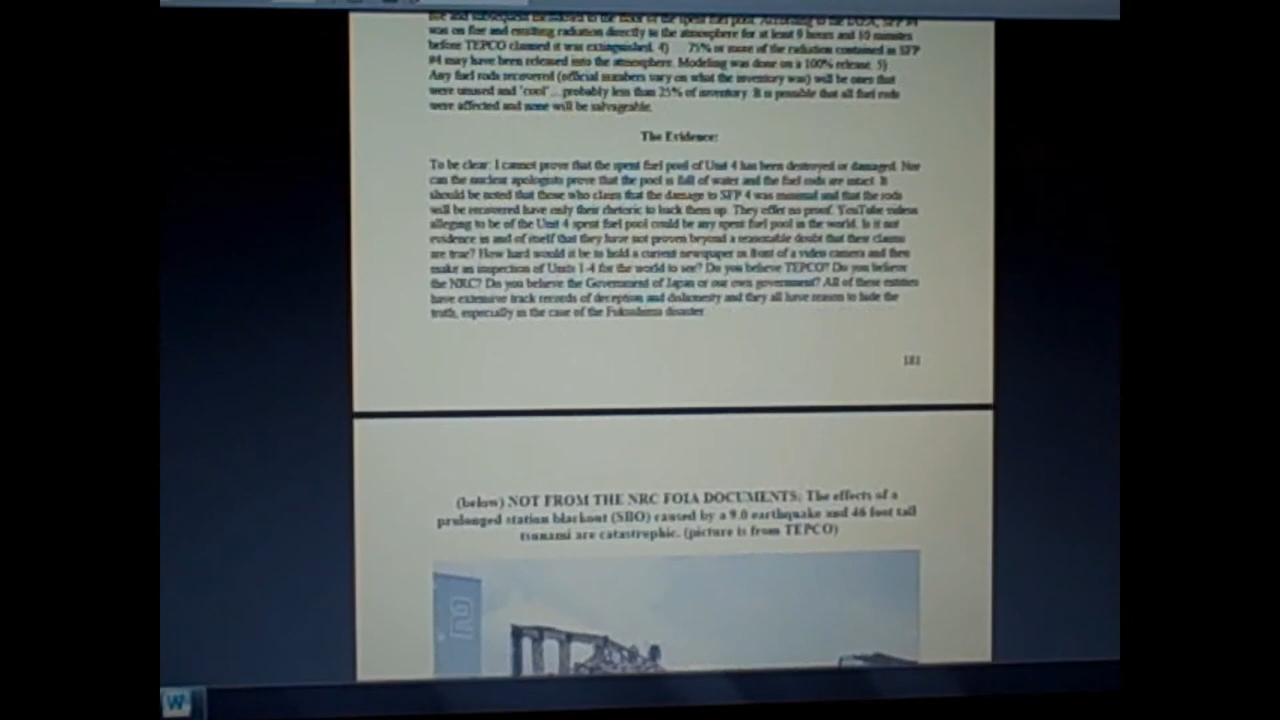 was on fire and emitting radiation directly to the atmosphere for at least 9 hours and 10 minutes
before TEPCO claimed it was extinguished. 4) 75% or more of the radiation contained in SFP
#4 may have been released into the atmosphere. Modeling was done on a 100% release. 5)
Any fuel rods recovered (official numbers vary on what the inventory was) will be ones that
were unused and 'cool'... probably less than 25% of inventory. It is possible that all fuel rods
were affected and none will be salvageable.
The Evidence:
To be clear: I cannot prove that the spent fuel pool of Unit 4 has been destroyed or damaged. Nor
can the nuclear apologists prove that the pool is full of water and the fuel rods are intact. It
should be noted that those who claim that the damage to SFP 4 was minimal and that the rods
will be recovered have only their rhetoric to back them up. They offer no proof. YouTube videos
alleging to be of the Unit 4 spent fuel pool could be any spent fuel pool in the world. Is it not
evidence in and of itself that they have not proven beyond a reasonable doubt that their claims
are true? How hard would it be to hold a current newspaper in front of a video camera and then
make an inspection of Units 1-4 for the world to see? Do you believe TEPCO? Do you believe
the NRC? Do you believe the Government of Japan or our own government? All of these entities
have extensive track records of deception and dishonesty and they all have reason to hide the
truth, especially in the case of the Fukushima disaster.
181
(below) NOT FROM THE NRC FOIA DOCUMENTS: The effects of a
prolonged station blackout (SBO) caused by a 9.0 earthquake and 46 foot tall
tsunami are catastrophic. (picture is from TEPCO)
W